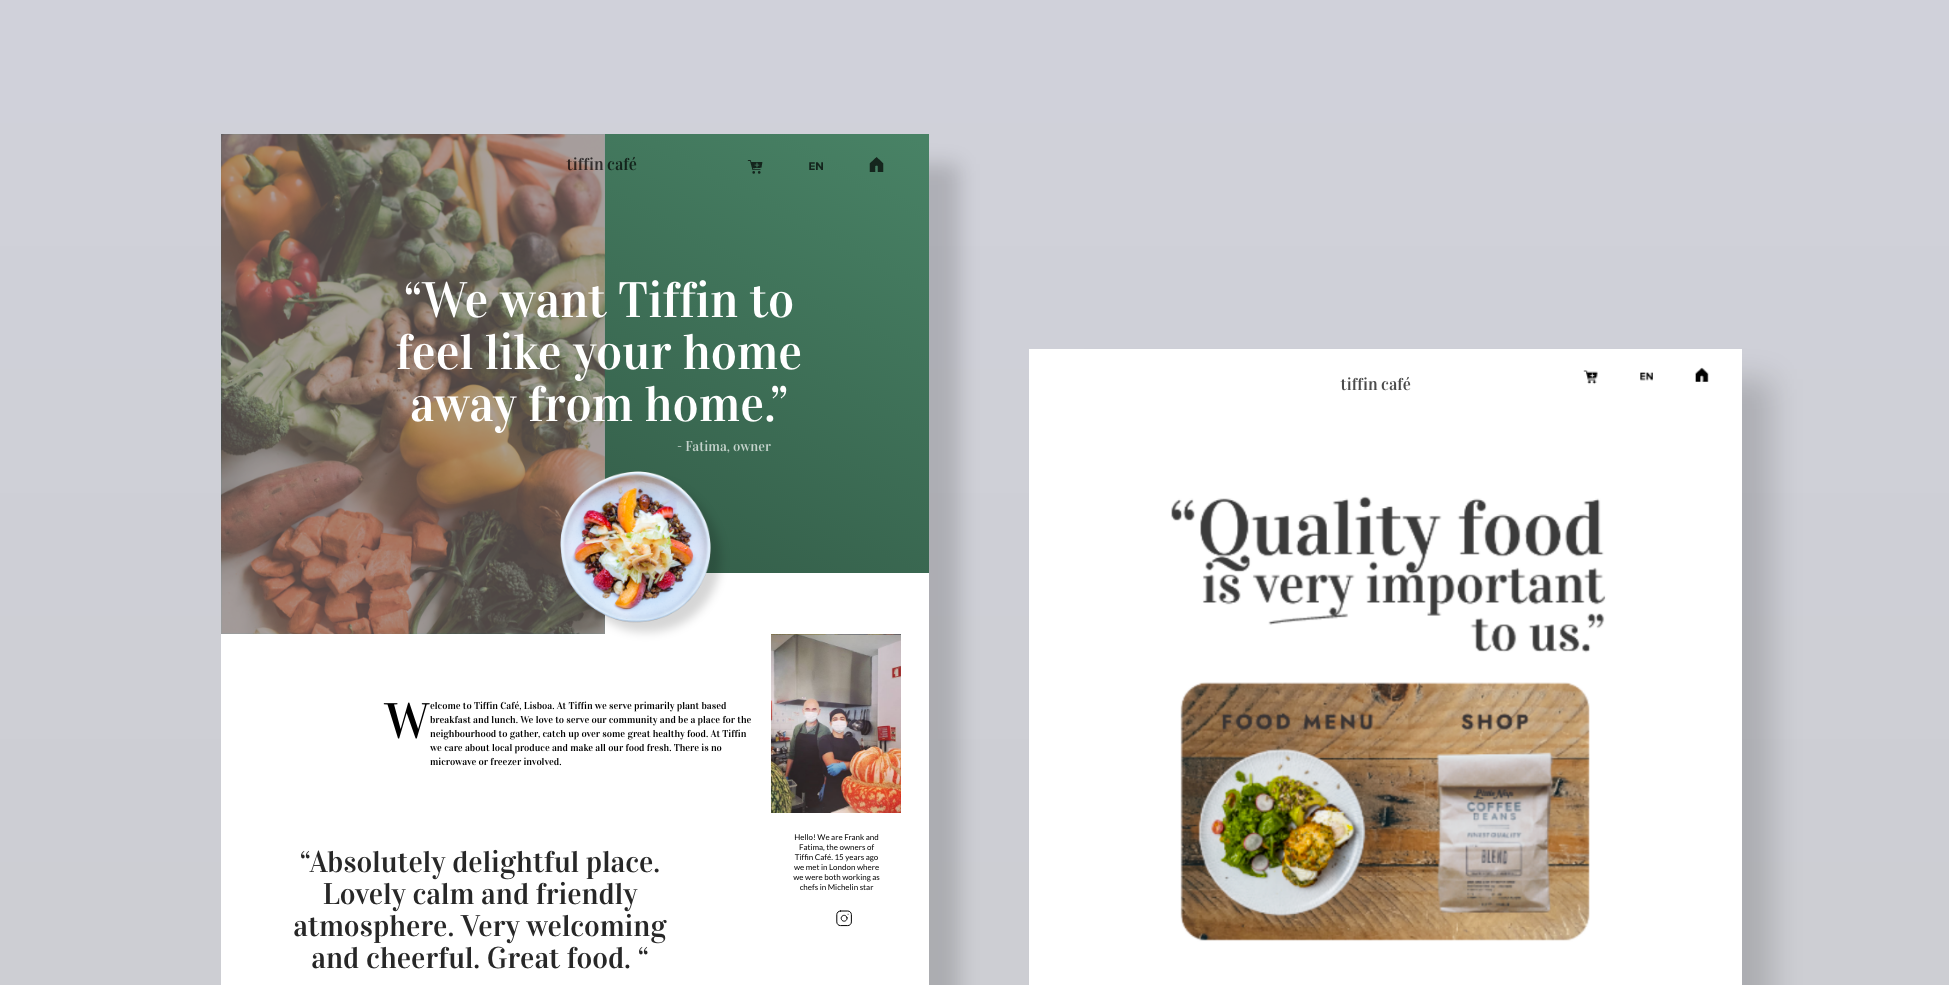 tiffin café
EN
“We want Tiffin to
feel like your home
away from home.”
- Fatima, owner
Welcome to Tiffin Café, Lisboa. At Tiffin we serve primarily plant based
breakfast and lunch. We love to serve our community and be a place for the
neighbourhood to gather, catch up over some great healthy food. At Tiffin
we care about local produce and make all our food fresh. There is no
microwave or freezer involved.
Hello! We are Frank and
Fatima, the owners of
Tiffin Café. 15 years ago
we met in London where
we were both working as
chefs in Michelin star
“Absolutely delightful place.
Lovely calm and friendly
atmosphere. Very welcoming
and cheerful. Great food. “
tiffin café
EN
“Quality food
is very important
to us.”
FOOD MENU
SHOP
Little Nap
COFFEE
BEANS
FINEST QUALITY
BLEND